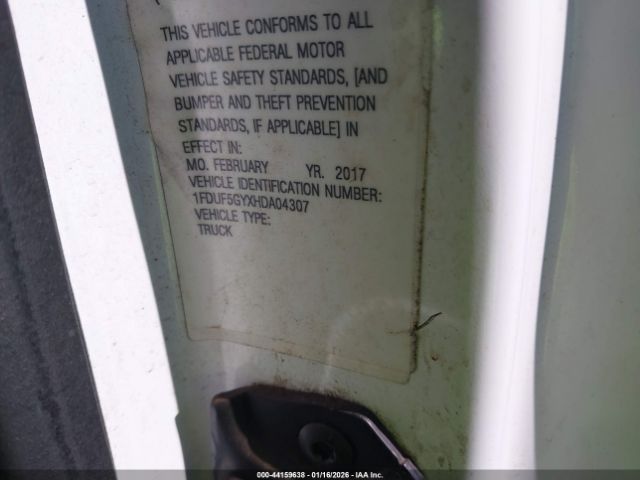 THIS VEHICLE CONFORMS TO ALL
APPLICABLE FEDERAL MOTOR
VEHICLE SAFETY STANDARDS, [AND
BUMPER AND THEFT PREVENTION
STANDARDS, IF APPLICABLE] IN
EFFECT IN:
MO. FEBRUARY YR. 2017
VEHICLE IDENTIFICATION NUMBER:
1FDUF5GYXHDA04307
VEHICLE TYPE:
TRUCK
000-44159638 - 01/16/2026 - IAA Inc.